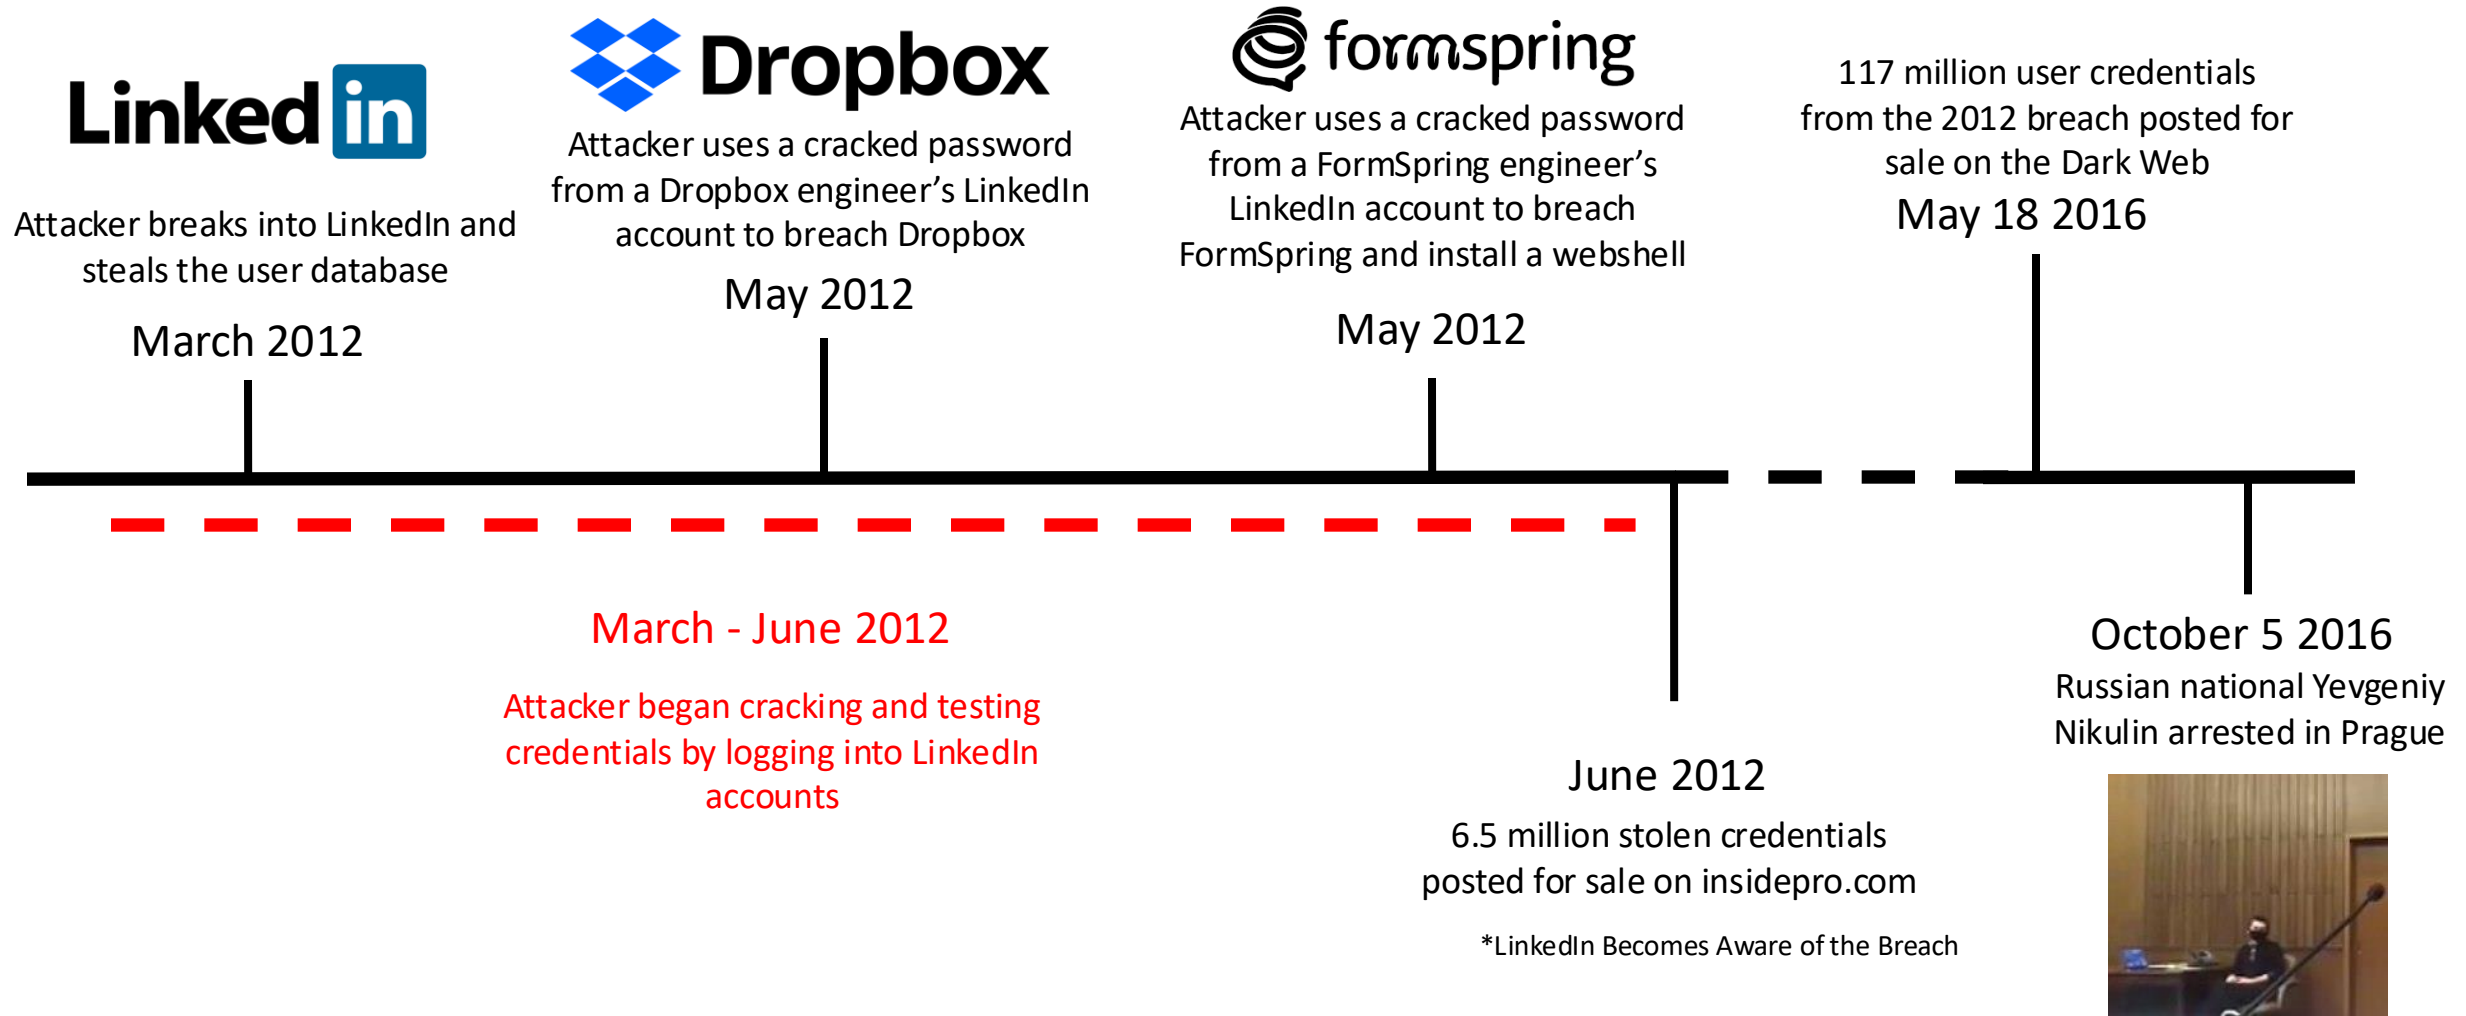 Linked in
Attacker breaks into LinkedIn and
steals the user database
March 2012
Dropbox
Attacker uses a cracked password
from a Dropbox engineer’s LinkedIn
account to breach Dropbox
May 2012
formspring
Attacker uses a cracked password
from a FormSpring engineer’s
LinkedIn account to breach
FormSpring and install a webshell
May 2012
117 million user credentials
from the 2012 breach posted for
sale on the Dark Web
May 18 2016
March - June 2012
Attacker began cracking and testing
credentials by logging into LinkedIn
accounts
June 2012
6.5 million stolen credentials
posted for sale on insidepro.com
*LinkedIn Becomes Aware of the Breach
October 5 2016
Russian national Yevgeniy
Nikulin arrested in Prague